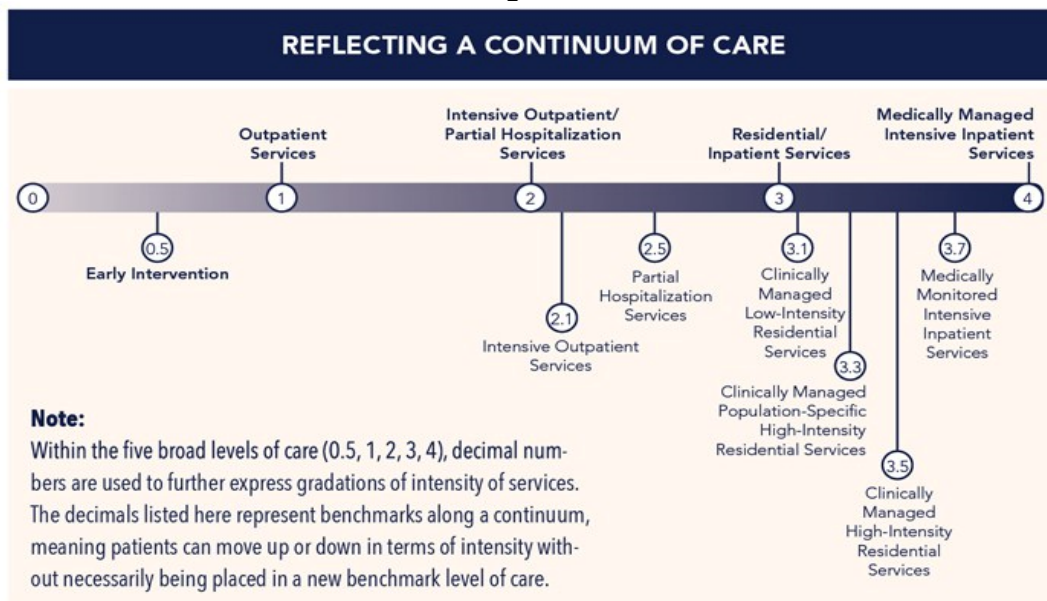 REFLECTING A CONTINUUM OF CARE
Outpatient
Services
Intensive Outpatient/
Partial Hospitalization
Services
Residential/
Inpatient Services
Medically Managed
Intensive Inpatient
Services
0
1
2
3
4
0.5
Early Intervention
2.1
Intensive Outpatient
Services
2.5
Partial
Hospitalization
Services
3.1
Clinically
Managed
Low-Intensity
Residential
Services
3.3
Clinically Managed
Population-Specific
High-Intensity
Residential Services
3.5
Clinically
Managed
High-Intensity
Residential
Services
3.7
Medically
Monitored
Intensive
Inpatient
Services
Note:
Within the five broad levels of care (0.5, 1, 2, 3, 4), decimal num-
bers are used to further express gradations of intensity of services.
The decimals listed here represent benchmarks along a continuum,
meaning patients can move up or down in terms of intensity with-
out necessarily being placed in a new benchmark level of care.